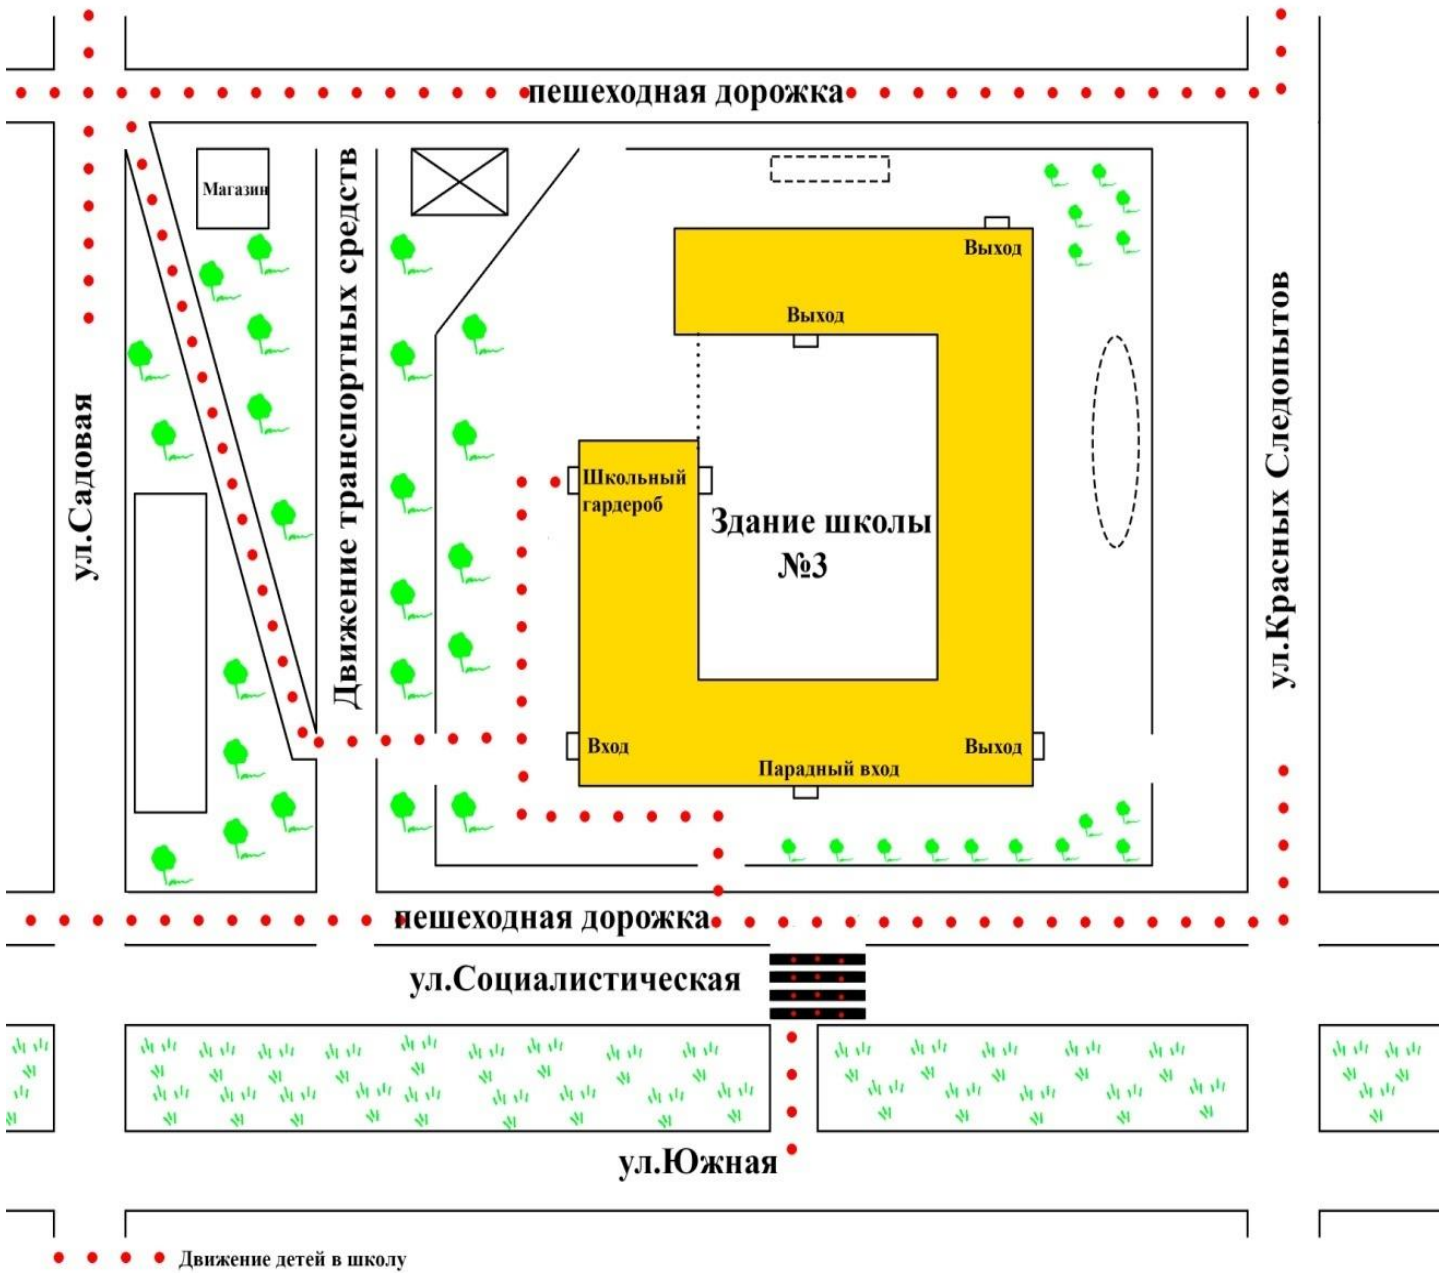 пешеходная дорожка
Магазин
Движение транспортных средств
Выход
Выход
ул.Садовая
ул.Красных Следопытов
Школьный
гардероб
Здание школы
№3
Вход
Выход
Парадный вход
пешеходная дорожка
ул.Социалистическая
ул.Южная
Движение детей в школу